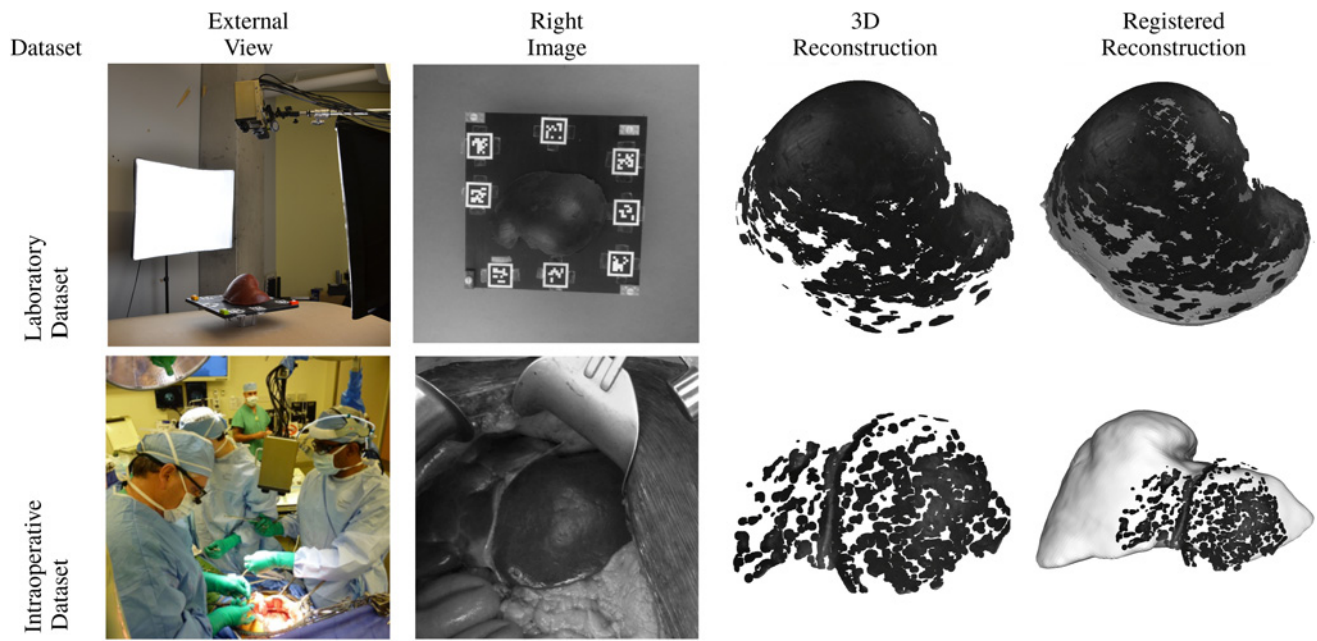 Dataset
External
View
Right
Image
3D
Reconstruction
Registered
Reconstruction
Laboratory
Dataset
Intraoperative
Dataset